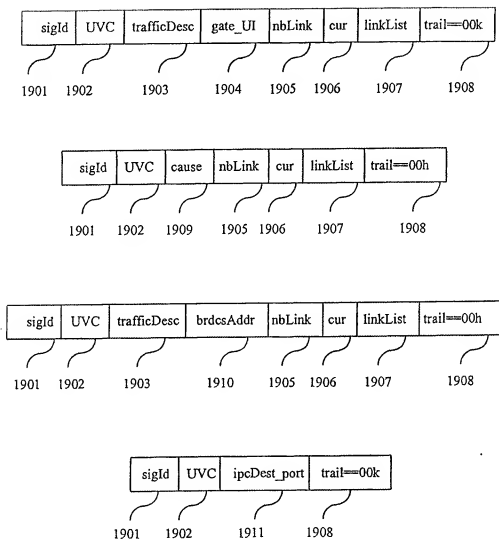 sigId UVC trafficDesc gate_UI nbLink cur linkList trail==00k
1901 1902 1903 1904 1905 1906 1907 1908
sigId UVC cause nbLink cur linkList trail==00h
1901 1902 1909 1905 1906 1907 1908
sigId UVC trafficDesc brdcsAddr nbLink cur linkList trail==00h
1901 1902 1903 1910 1905 1906 1907 1908
sigId UVC ipcDest_port trail==00k
1901 1902 1911 1908